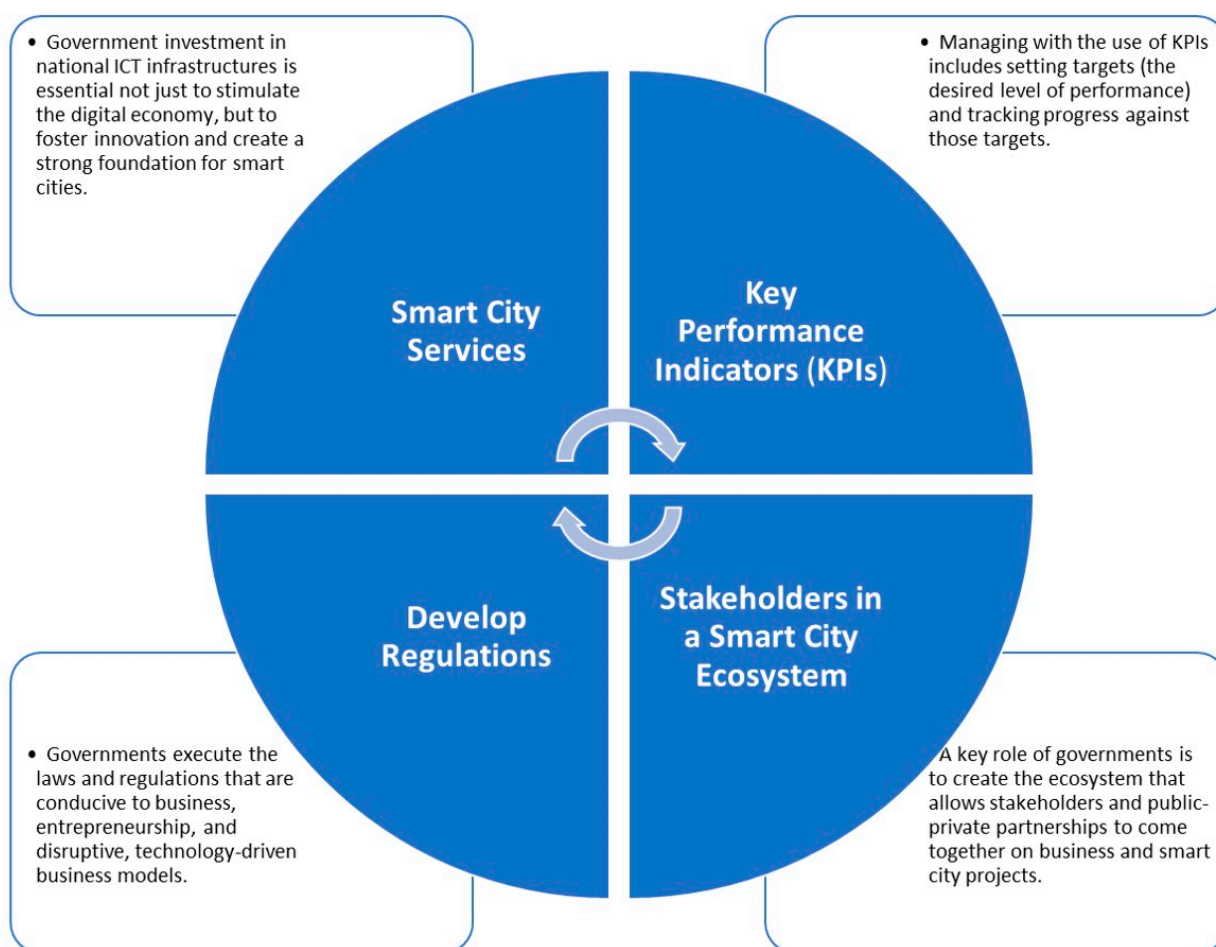 • Government investment in
national ICT infrastructures is
essential not just to stimulate
the digital economy, but to
foster innovation and create a
strong foundation for smart
cities.
• Managing with the use of KPIs
includes setting targets (the
desired level of performance)
and tracking progress against
those targets.
Smart City
Services
Key
Performance
Indicators (KPIs)
Develop
Regulations
Stakeholders in
a Smart City
Ecosystem
• Governments execute the
laws and regulations that are
conducive to business,
entrepreneurship, and
disruptive, technology-driven
business models.
A key role of governments is
to create the ecosystem that
allows stakeholders and public-
private partnerships to come
together on business and smart
city projects.